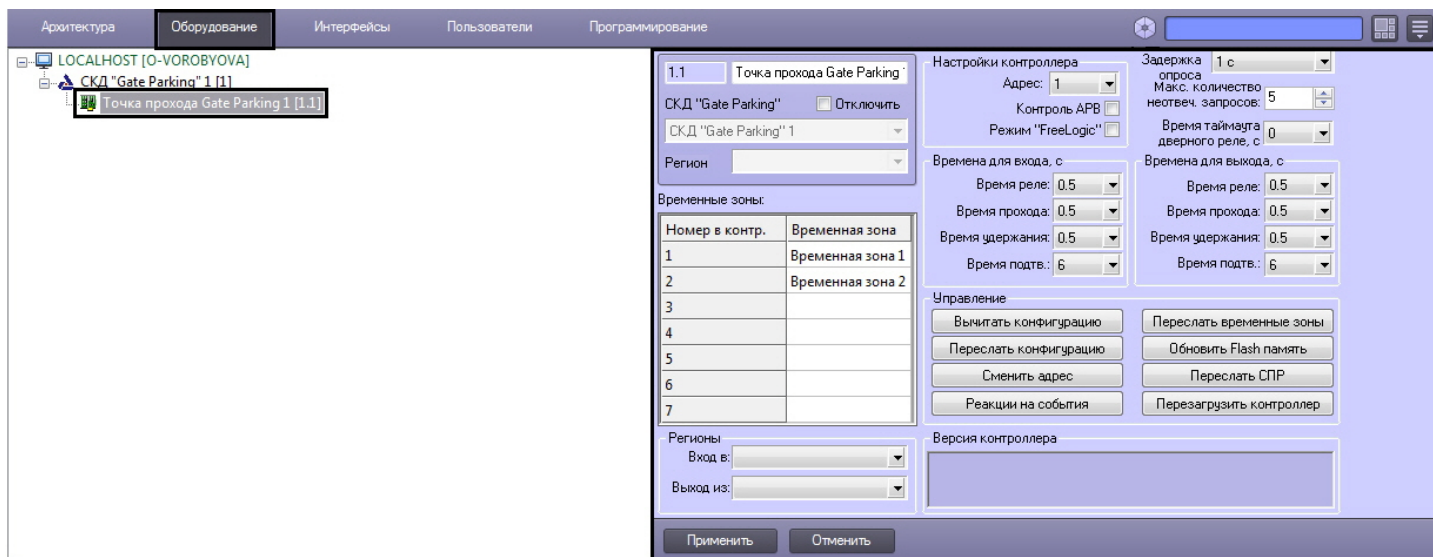 Архитектура Оборудование Интерфейсы Пользователи Программирование
LOCALHOST [O-VOROBYOVA]
СКД "Gate Parking" 1 [1]
Точка прохода Gate Parking 1 [1.1]
1.1 Точка прохода Gate Parking
СКД "Gate Parking" Отключить
СКД "Gate Parking" 1
Регион
Временные зоны:
Номер в контр. Временная зона
1 Временная зона 1
2 Временная зона 2
3
4
5
6
7
Регионы
Вход в:
Выход из:
Настройки контроллера
Адрес: 1
Контроль APB
Режим "FreeLogic"
Задержка опроса 1 с
Макс. количество неотвеч. запросов: 5
Время таймаута дверного реле, с 0
Времена для входа, с
Время реле: 0.5
Время прохода: 0.5
Время удержания: 0.5
Время подтв.: 6
Времена для выхода, с
Время реле: 0.5
Время прохода: 0.5
Время удержания: 0.5
Время подтв.: 6
Управление
Вычитать конфигурацию Переслать временные зоны
Переслать конфигурацию Обновить Flash память
Сменить адрес Переслать СПР
Реакции на события Перезагрузить контроллер
Версия контроллера
Применить Отменить